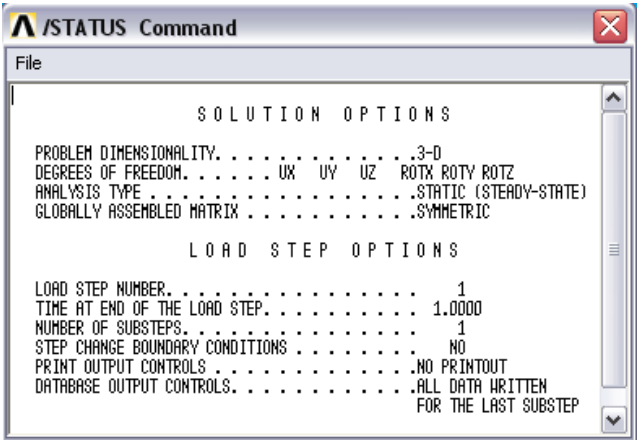 /STATUS Command
File
SOLUTION OPTIONS
PROBLEM DIMENSIONALITY. . . . . . . . . . . . .3-D
DEGREES OF FREEDOM. . . . . . UX UY UZ ROTX ROTY ROTZ
ANALYSIS TYPE . . . . . . . . . . . . . . . . .STATIC (STEADY-STATE)
GLOBALLY ASSEMBLED MATRIX . . . . . . . . . . .SYMMETRIC
LOAD STEP OPTIONS
LOAD STEP NUMBER. . . . . . . . . . . . . . . . 1
TIME AT END OF THE LOAD STEP. . . . . . . . . . 1.0000
NUMBER OF SUBSTEPS. . . . . . . . . . . . . . . 1
STEP CHANGE BOUNDARY CONDITIONS . . . . . . . . NO
PRINT OUTPUT CONTROLS . . . . . . . . . . . . .NO PRINTOUT
DATABASE OUTPUT CONTROLS. . . . . . . . . . . .ALL DATA WRITTEN
FOR THE LAST SUBSTEP